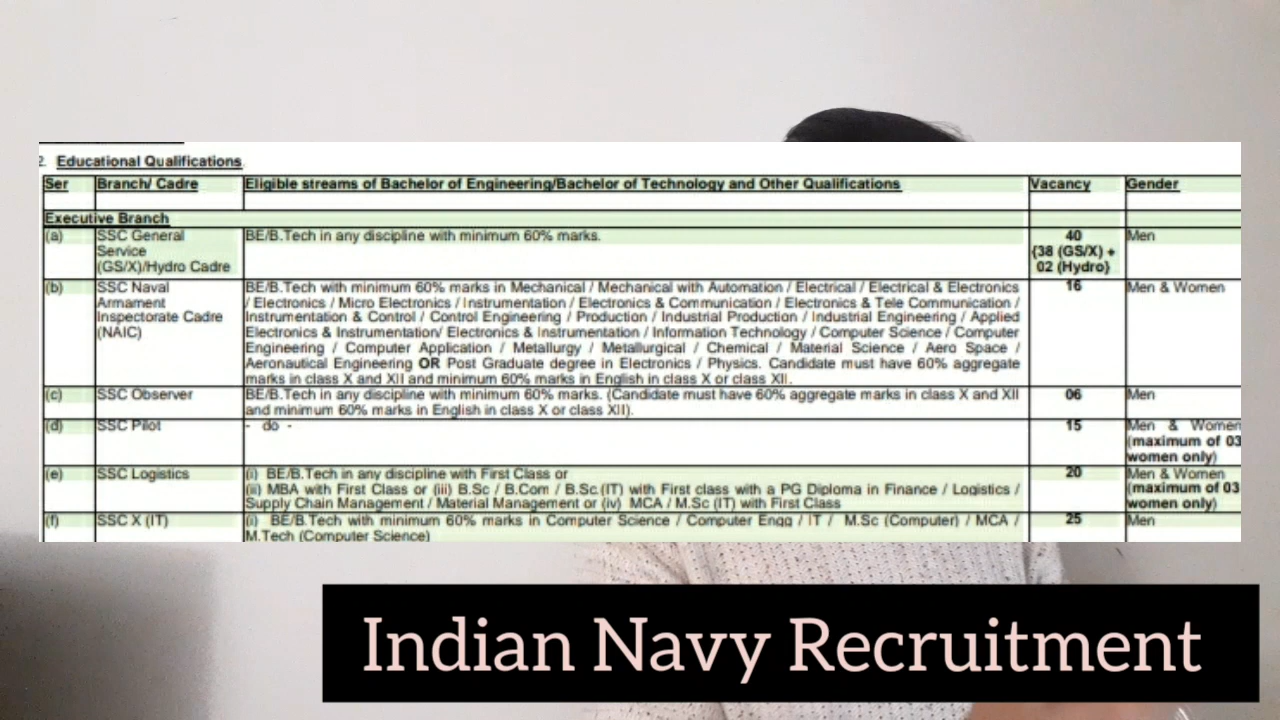 2. Educational Qualifications
Ser Branch/ Cadre Eligible streams of Bachelor of Engineering/Bachelor of Technology and Other Qualifications Vacancy Gender
Executive Branch
(a) SSC General BE/B.Tech in any discipline with minimum 60% marks. 40 Men
Service {38 (GS/X) +
(GS/X)/Hydro Cadre 02 (Hydro}
(b) SSC Naval BE/B.Tech with minimum 60% marks in Mechanical / Mechanical with Automation / Electrical / Electrical & Electronics 16 Men & Women
Armament / Electronics / Micro Electronics / Instrumentation / Electronics & Communication / Electronics & Tele Communication /
Inspectorate Cadre Instrumentation & Control / Control Engineering / Production / Industrial Production / Industrial Engineering / Applied
(NAIC) Electronics & Instrumentation/ Electronics & Instrumentation / Information Technology / Computer Science / Computer
Engineering / Computer Application / Metallurgy / Metallurgical / Chemical / Material Science / Aero Space /
Aeronautical Engineering OR Post Graduate degree in Electronics / Physics. Candidate must have 60% aggregate
marks in class X and XII and minimum 60% marks in English in class X or class XII.
(c) SSC Observer BE/B.Tech in any discipline with minimum 60% marks. (Candidate must have 60% aggregate marks in class X and XII 06 Men
and minimum 60% marks in English in class X or class XII).
(d) SSC Pilot - do - 15 Men & Women
(maximum of 03
women only)
(e) SSC Logistics (i) BE/B.Tech in any discipline with First Class or 20 Men & Women
(ii) MBA with First Class or (iii) B.Sc / B.Com / B.Sc.(IT) with First class with a PG Diploma in Finance / Logistics / (maximum of 03
Supply Chain Management / Material Management or (iv) MCA / M.Sc (IT) with First Class women only)
(f) SSC X (IT) (i) BE/B.Tech with minimum 60% marks in Computer Science / Computer Engg / IT / M.Sc (Computer) / MCA / 25 Men
M.Tech (Computer Science)
Indian Navy Recruitment